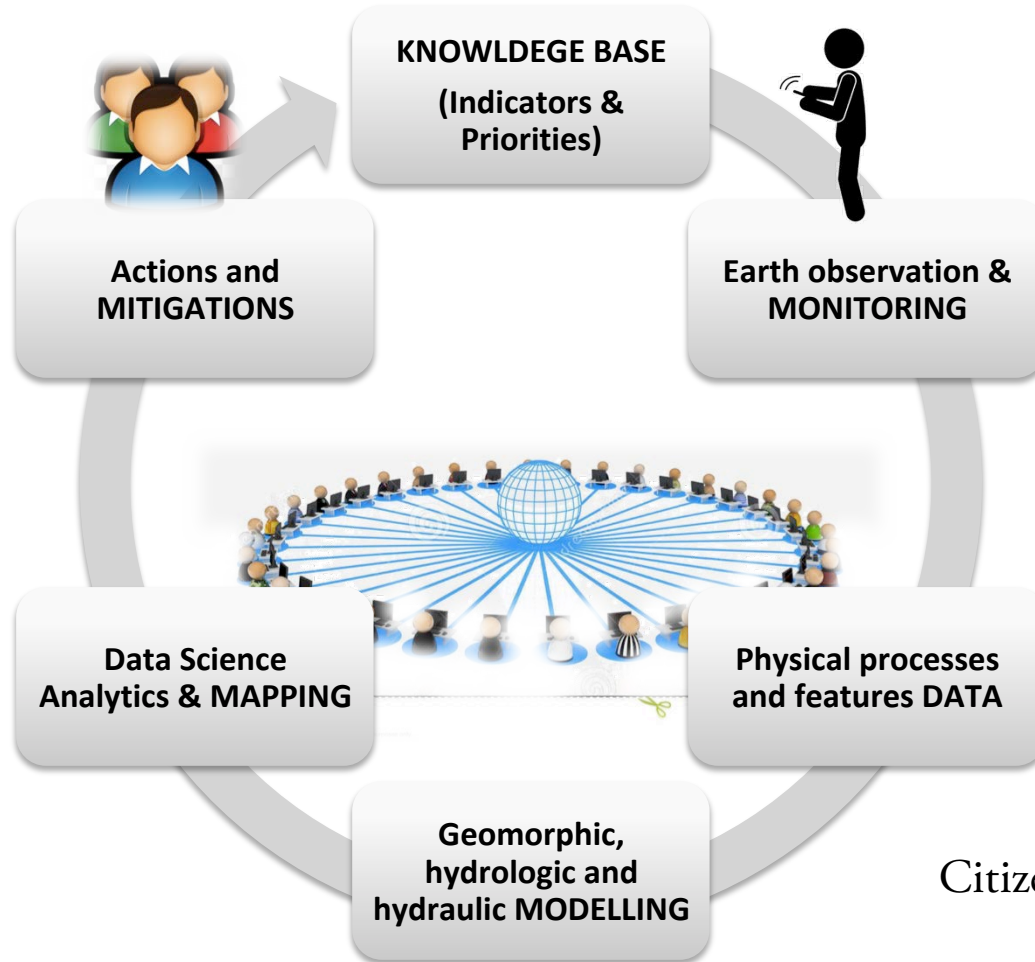 KNOWLDEGE BASE
(Indicators &
Priorities)
Earth observation &
MONITORING
Physical processes
and features DATA
Geomorphic,
hydrologic and
hydraulic MODELLING
Data Science
Analytics & MAPPING
Actions and
MITIGATIONS